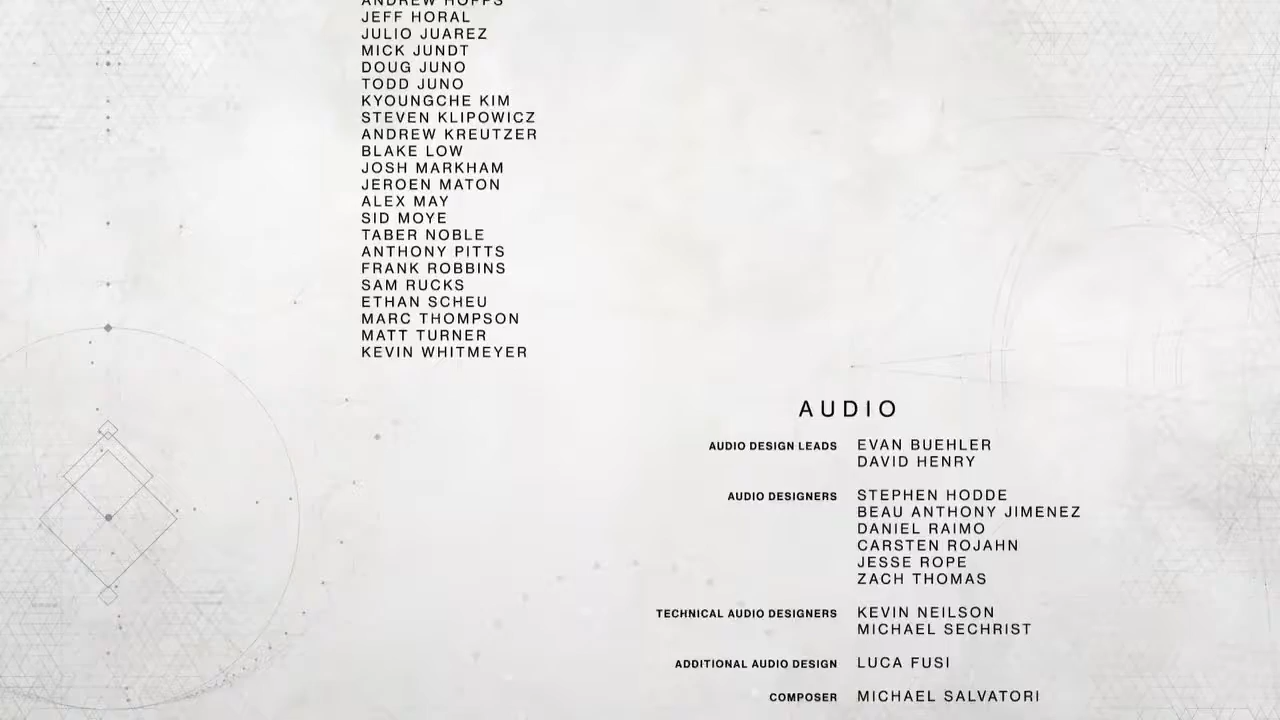 ANDREW HOPPS
JEFF HORAL
JULIO JUAREZ
MICK JUNDT
DOUG JUNO
TODD JUNO
KYOUNGCHE KIM
STEVEN KLIPOWICZ
ANDREW KREUTZER
BLAKE LOW
JOSH MARKHAM
JEROEN MATON
ALEX MAY
SID MOYE
TABER NOBLE
ANTHONY PITTS
FRANK ROBBINS
SAM RUCKS
ETHAN SCHEU
MARC THOMPSON
MATT TURNER
KEVIN WHITMEYER
AUDIO
AUDIO DESIGN LEADS EVAN BUEHLER
DAVID HENRY
AUDIO DESIGNERS STEPHEN HODDE
BEAU ANTHONY JIMENEZ
DANIEL RAIMO
CARSTEN ROJAHN
JESSE ROPE
ZACH THOMAS
TECHNICAL AUDIO DESIGNERS KEVIN NEILSON
MICHAEL SECHRIST
ADDITIONAL AUDIO DESIGN LUCA FUSI
COMPOSER MICHAEL SALVATORI